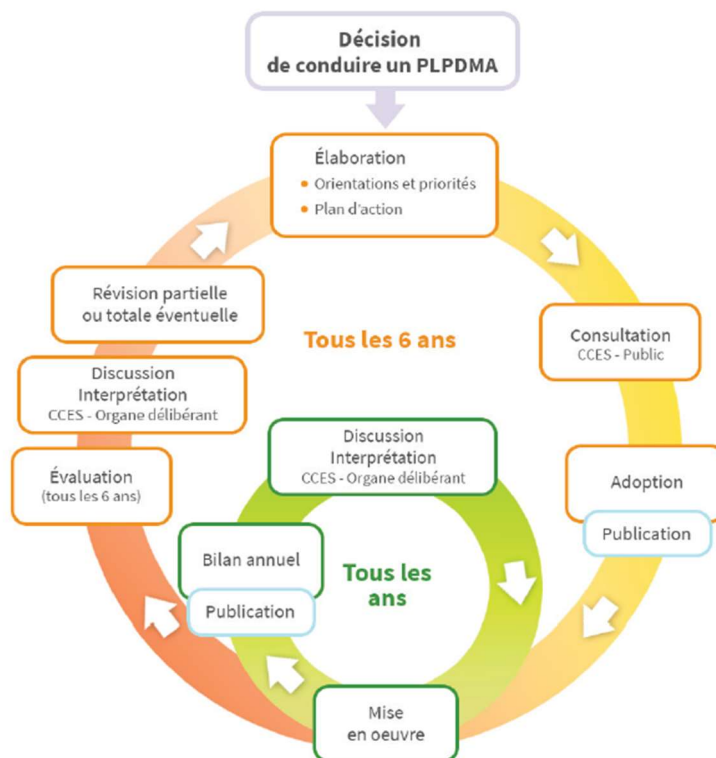 Décision
de conduire un PLPDMA
Élaboration
• Orientations et priorités
• Plan d'action
Révision partielle
ou totale éventuelle
Tous les 6 ans
Consultation
CCES - Public
Discussion
Interprétation
CCES - Organe délibérant
Discussion
Interprétation
CCES - Organe délibérant
Évaluation
(tous les 6 ans)
Adoption
Publication
Bilan annuel
Publication
Tous les
ans
Mise
en oeuvre